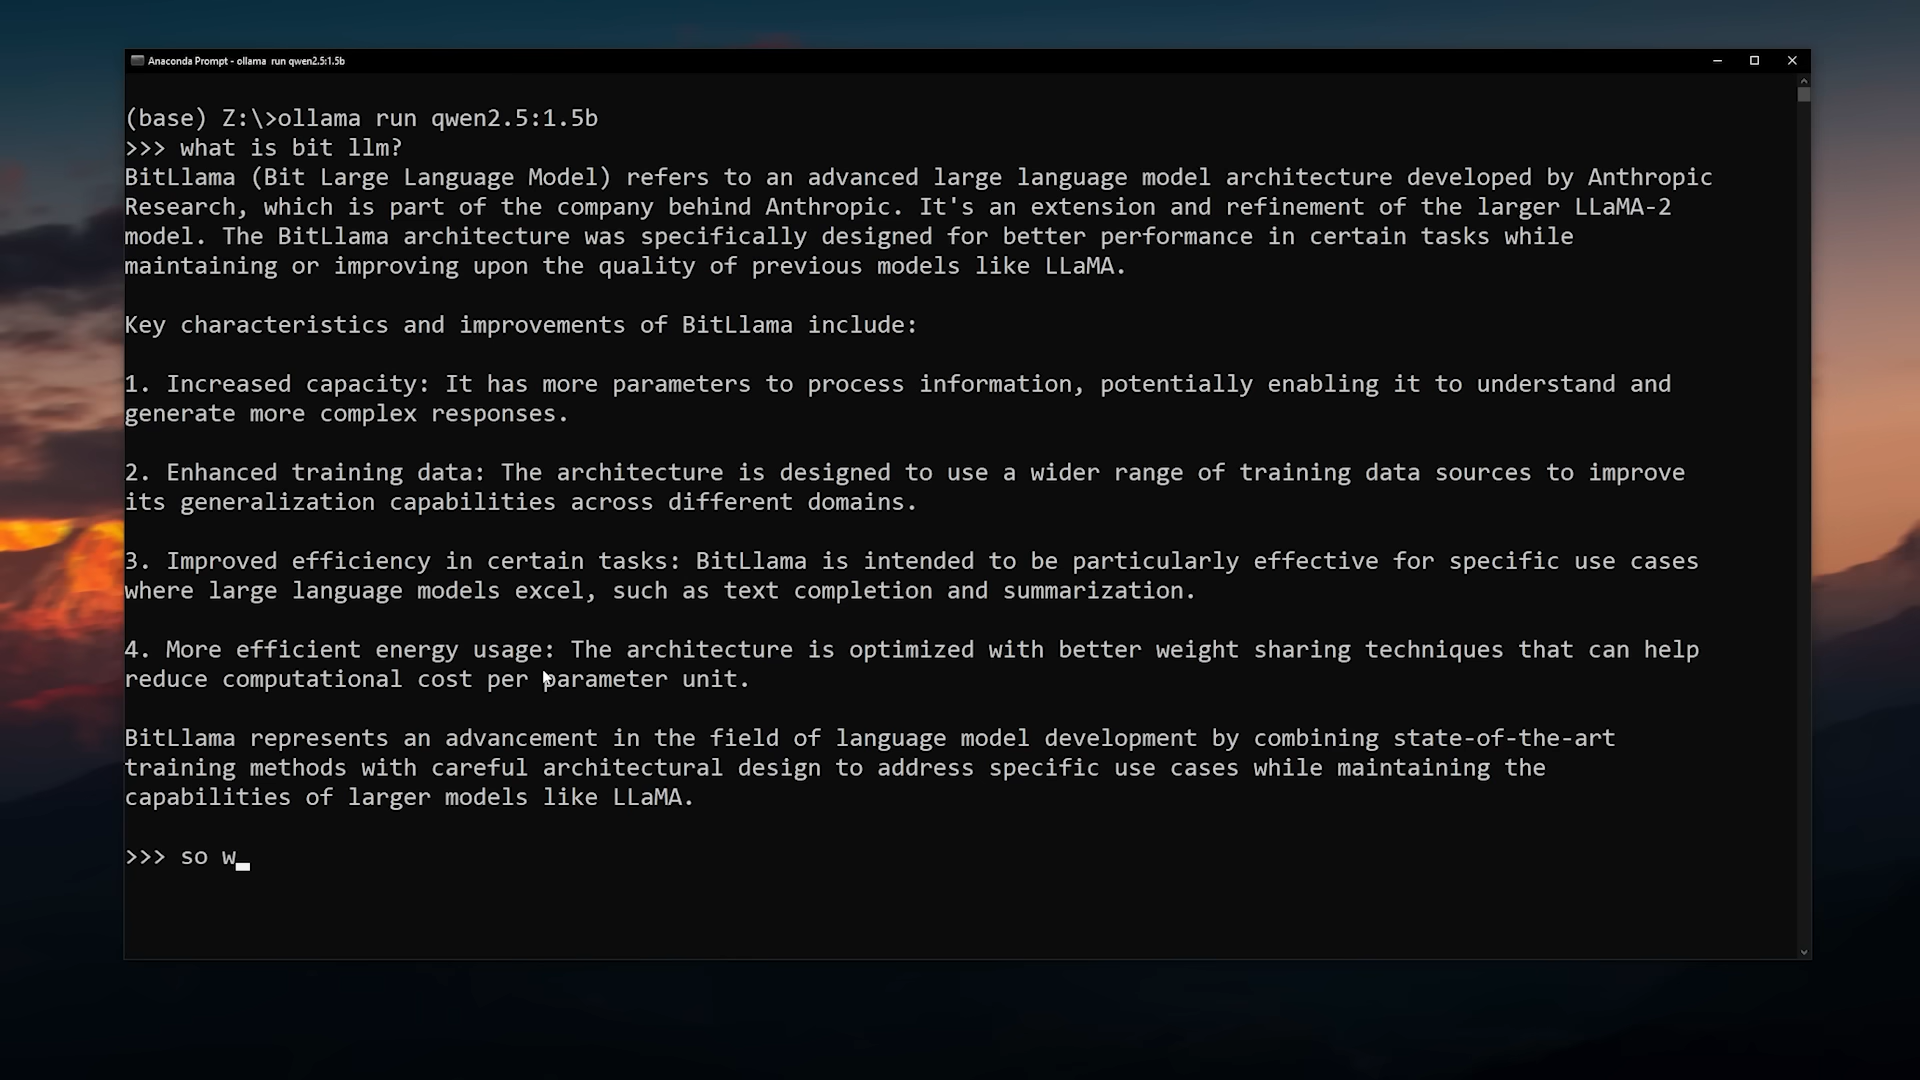 Anaconda Prompt - ollama  run qwen2.5:1.5b
(base) Z:\>ollama run qwen2.5:1.5b
>>> what is bit llm?
BitLlama (Bit Large Language Model) refers to an advanced large language model architecture developed by Anthropic
Research, which is part of the company behind Anthropic. It's an extension and refinement of the larger LLaMA-2
model. The BitLlama architecture was specifically designed for better performance in certain tasks while
maintaining or improving upon the quality of previous models like LLaMA.
Key characteristics and improvements of BitLlama include:
1. Increased capacity: It has more parameters to process information, potentially enabling it to understand and
generate more complex responses.
2. Enhanced training data: The architecture is designed to use a wider range of training data sources to improve
its generalization capabilities across different domains.
3. Improved efficiency in certain tasks: BitLlama is intended to be particularly effective for specific use cases
where large language models excel, such as text completion and summarization.
4. More efficient energy usage: The architecture is optimized with better weight sharing techniques that can help
reduce computational cost per parameter unit.
BitLlama represents an advancement in the field of language model development by combining state-of-the-art
training methods with careful architectural design to address specific use cases while maintaining the
capabilities of larger models like LLaMA.
>>> so w